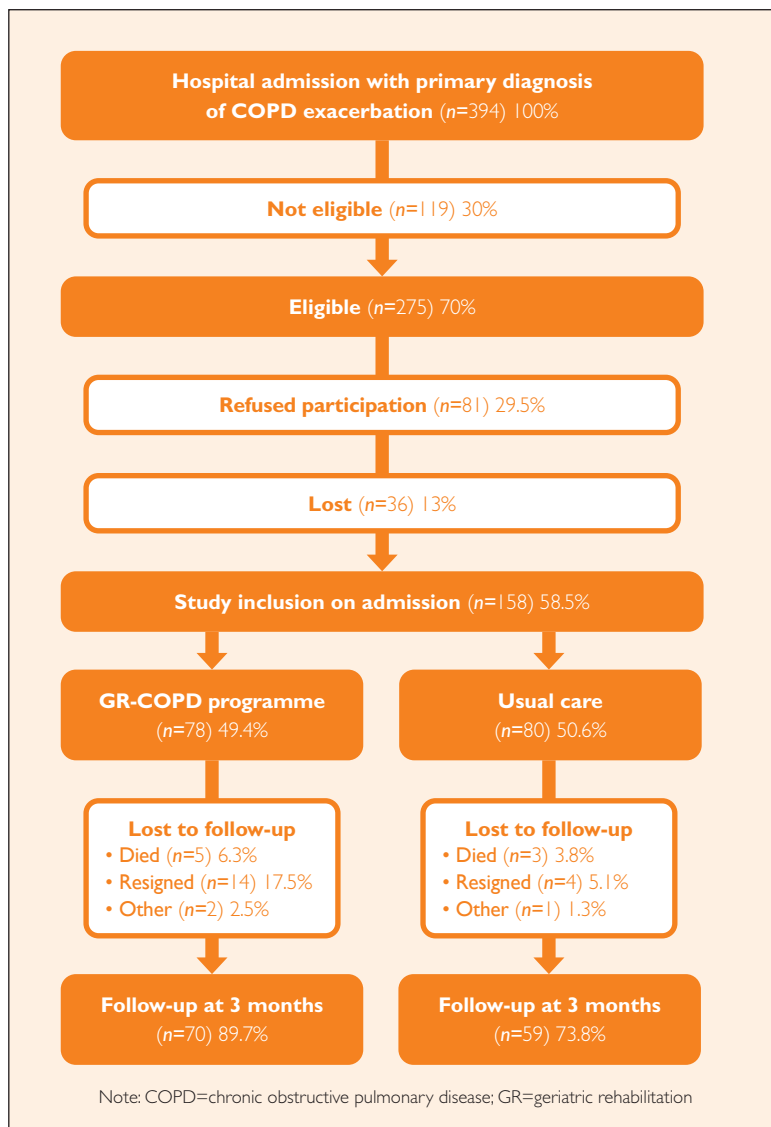 Hospital admission with primary diagnosis
of COPD exacerbation (n=394) 100%
Not eligible (n=119) 30%
Eligible (n=275) 70%
Refused participation (n=81) 29.5%
Lost (n=36) 13%
Study inclusion on admission (n=158) 58.5%
GR-COPD programme
(n=78) 49.4%
Usual care
(n=80) 50.6%
Lost to follow-up
• Died (n=5) 6.3%
• Resigned (n=14) 17.5%
• Other (n=2) 2.5%
Lost to follow-up
• Died (n=3) 3.8%
• Resigned (n=4) 5.1%
• Other (n=1) 1.3%
Follow-up at 3 months
(n=70) 89.7%
Follow-up at 3 months
(n=59) 73.8%
Note: COPD=chronic obstructive pulmonary disease; GR=geriatric rehabilitation